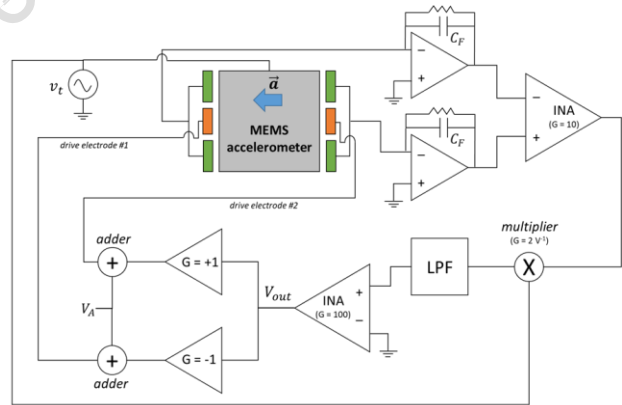 C_F
v_t
a
MEMS
accelerometer
−
+
INA
(G = 10)
−
+
C_F
−
+
drive electrode #1
drive electrode #2
multiplier
(G = 2 V⁻¹)
X
LPF
adder
+
G = +1
V_out
INA
(G = 100)
+
−
V_A
+
adder
G = -1